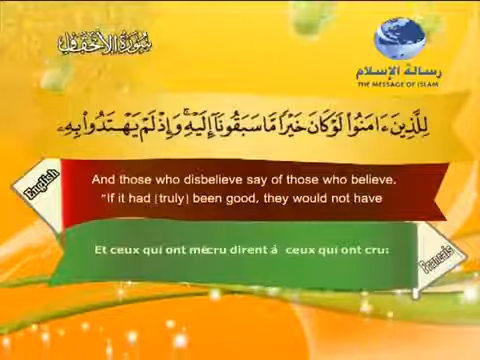 سورة الأحقاف
رسالة الإسلام
THE MESSAGE OF ISLAM
لِلَّذِينَ ءَامَنُوا۟ لَوْ كَانَ خَيْرًا مَّا سَبَقُونَآ إِلَيْهِ ۚ وَإِذْ لَمْ يَهْتَدُوا۟ بِهِۦ
English
And those who disbelieve say of those who believe,
"If it had [truly] been good, they would not have
Et ceux qui ont mécru dirent á ceux qui ont cru:
Francais